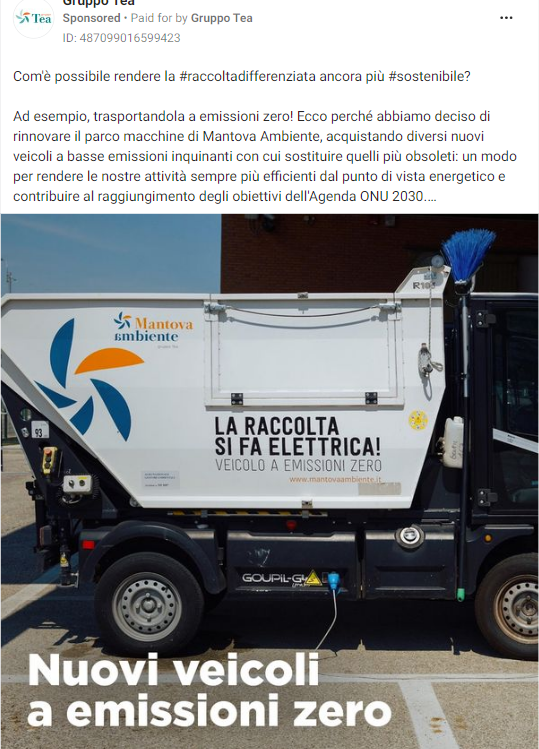 Gruppo Tea
Tea
Sponsored • Paid for by Gruppo Tea
ID: 487099016599423
Com'è possibile rendere la #raccoltadifferenziata ancora più #sostenibile?
Ad esempio, trasportandola a emissioni zero! Ecco perché abbiamo deciso di
rinnovare il parco macchine di Mantova Ambiente, acquistando diversi nuovi
veicoli a basse emissioni inquinanti con cui sostituire quelli più obsoleti: un modo
per rendere le nostre attività sempre più efficienti dal punto di vista energetico e
contribuire al raggiungimento degli obiettivi dell'Agenda ONU 2030....
Mantova
ambiente
93
LA RACCOLTA
SI FA ELETTRICA!
VEICOLO A EMISSIONI ZERO
www.mantovaambiente.it
GOUPIL-G4
Nuovi veicoli
a emissioni zero